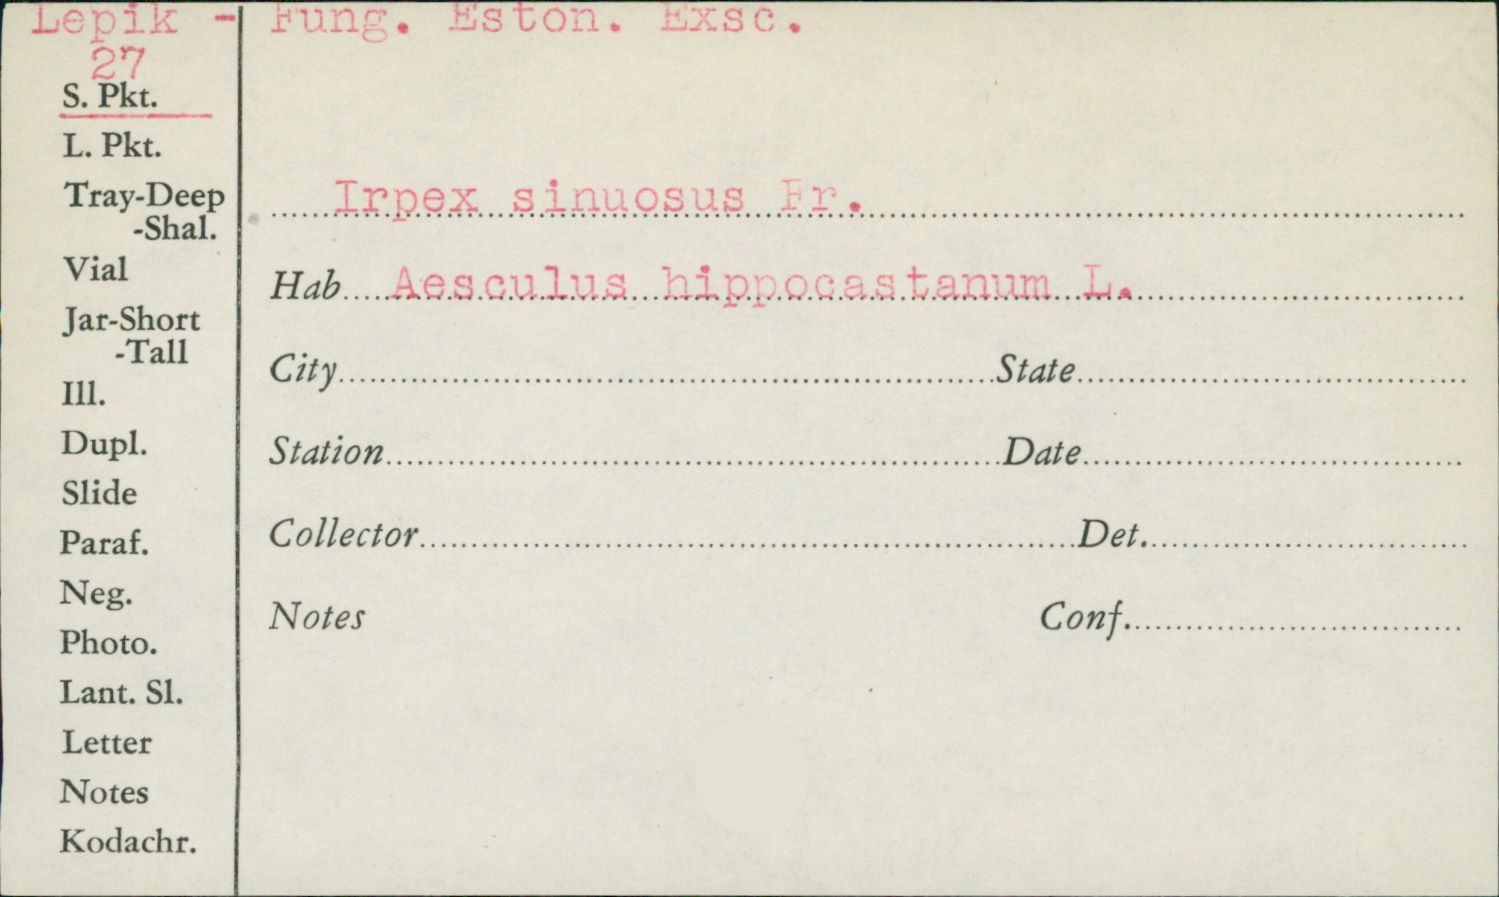 Lepik - Fung. Eston. Exsc.
27
S. Pkt.
L. Pkt.
Tray-Deep
-Shal.
Vial
Jar-Short
-Tall
Ill.
Dupl.
Slide
Paraf.
Neg.
Photo.
Lant. Sl.
Letter
Notes
Kodachr.
Irpex sinuosus Fr.
Hab. Aesculus hippocastanum L.
City State
Station Date
Collector Det.
Notes Conf.